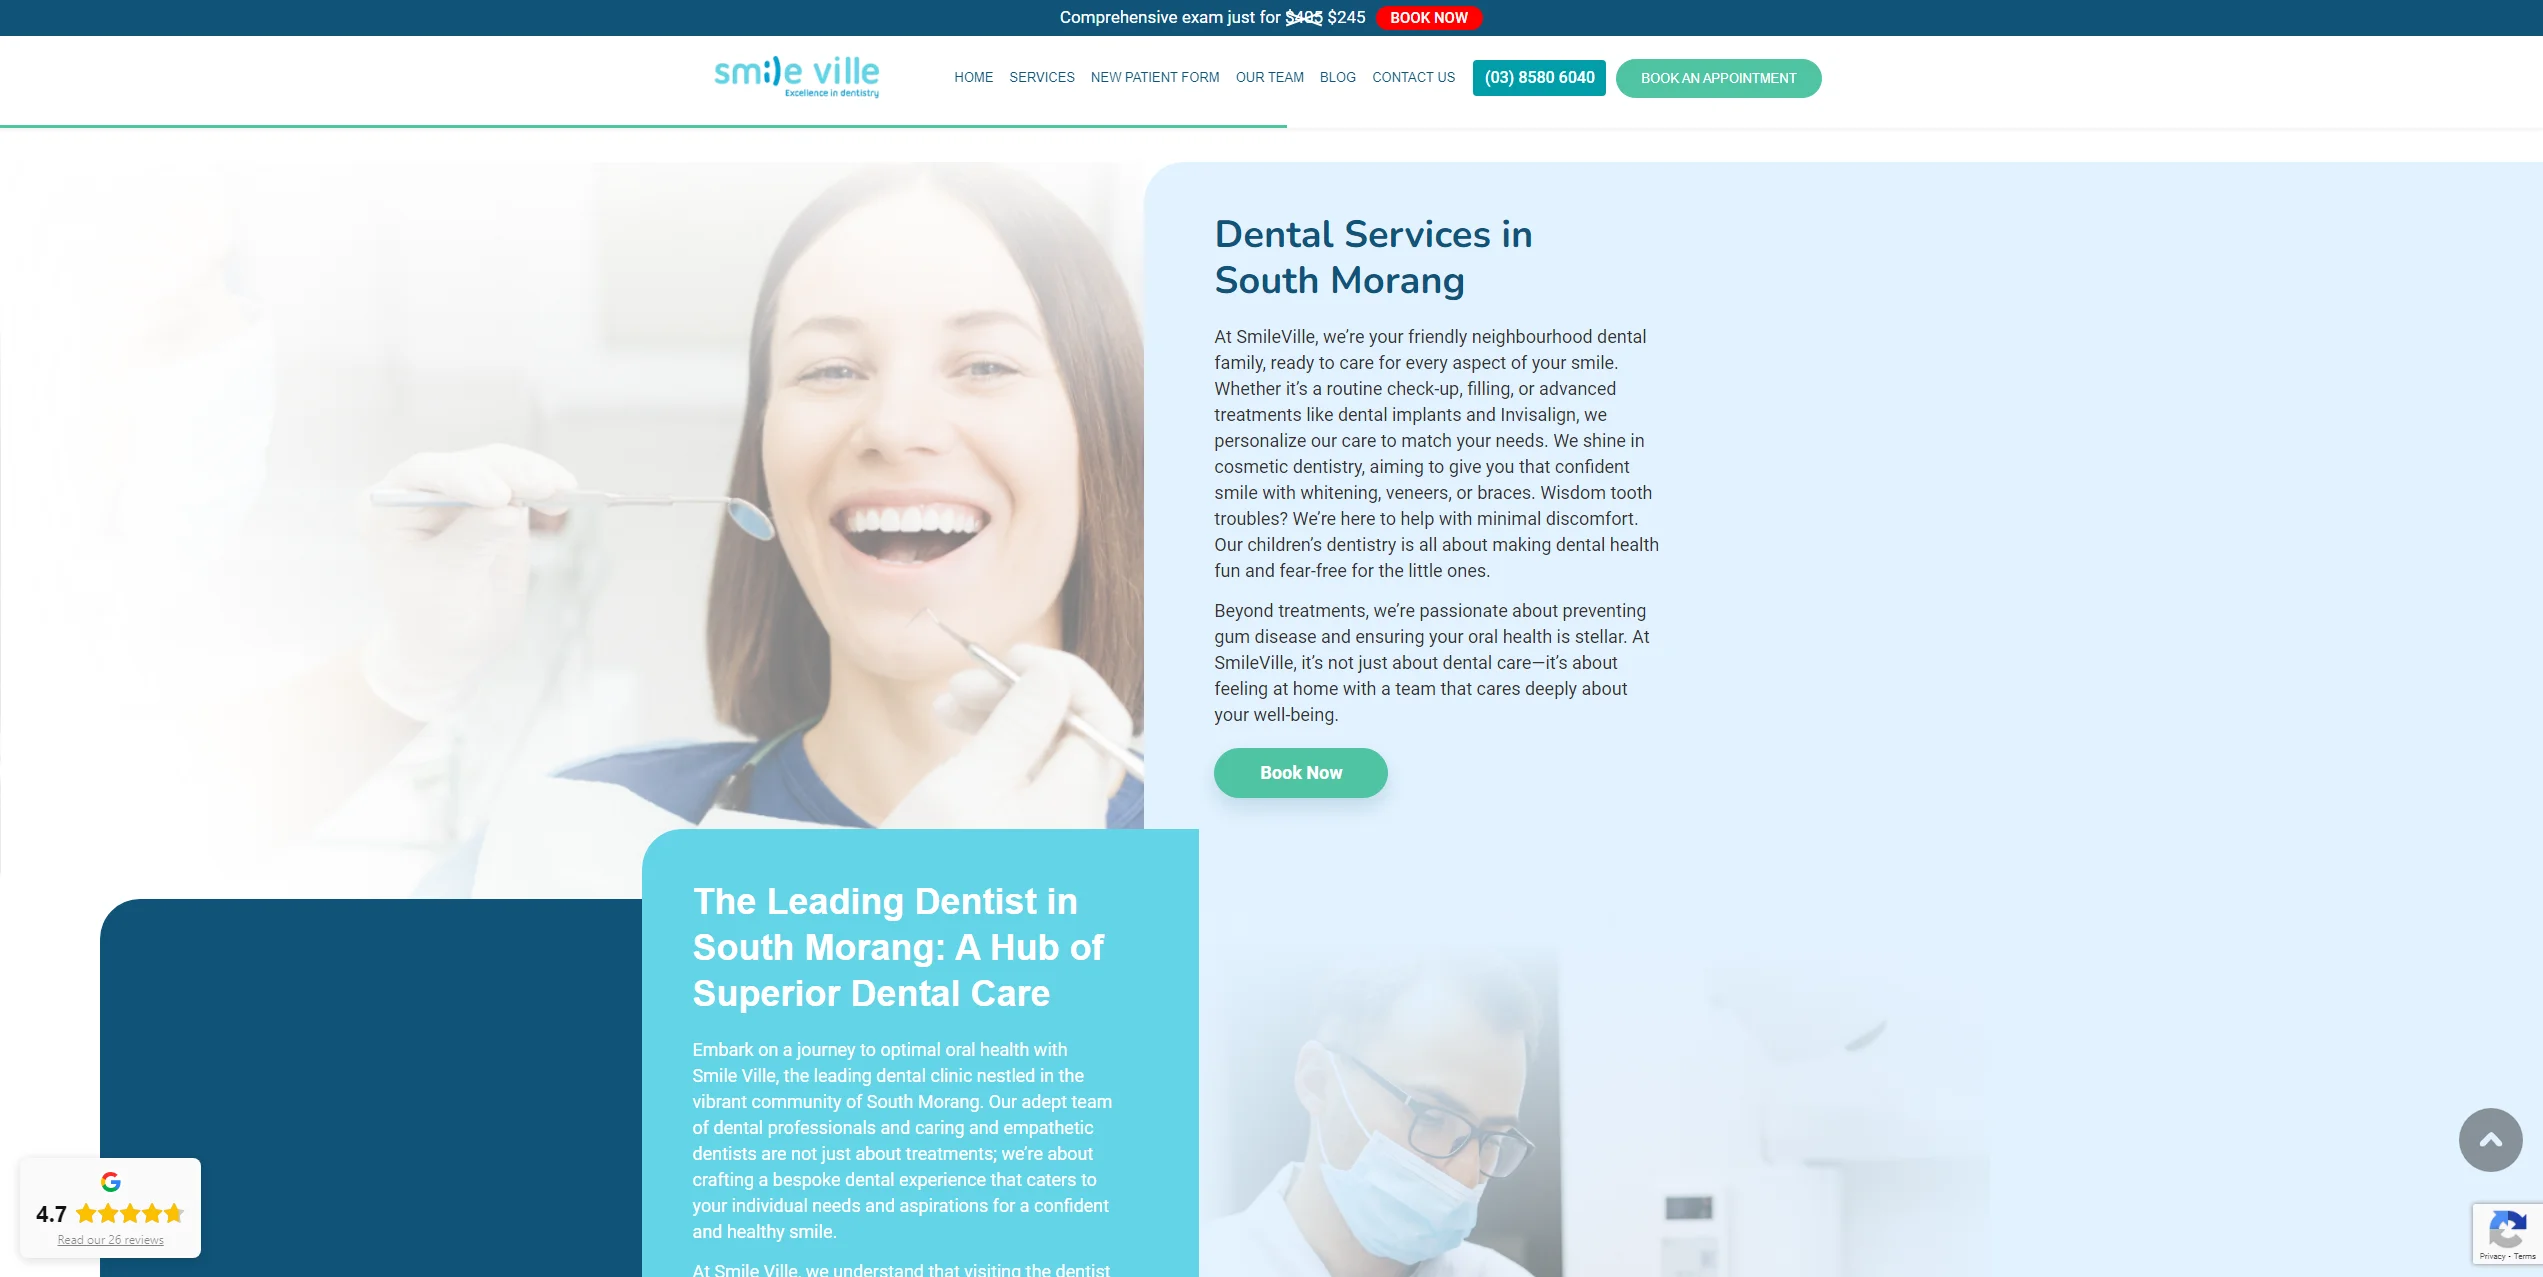 Comprehensive exam just for $495 $245 BOOK NOW
smile ville
Excellence in dentistry
HOME SERVICES NEW PATIENT FORM OUR TEAM BLOG CONTACT US (03) 8580 6040 BOOK AN APPOINTMENT
Dental Services in
South Morang
At SmileVille, we’re your friendly neighbourhood dental
family, ready to care for every aspect of your smile.
Whether it’s a routine check-up, filling, or advanced
treatments like dental implants and Invisalign, we
personalize our care to match your needs. We shine in
cosmetic dentistry, aiming to give you that confident
smile with whitening, veneers, or braces. Wisdom tooth
troubles? We’re here to help with minimal discomfort.
Our children’s dentistry is all about making dental health
fun and fear-free for the little ones.
Beyond treatments, we’re passionate about preventing
gum disease and ensuring your oral health is stellar. At
SmileVille, it’s not just about dental care—it’s about
feeling at home with a team that cares deeply about
your well-being.
Book Now
The Leading Dentist in
South Morang: A Hub of
Superior Dental Care
Embark on a journey to optimal oral health with
Smile Ville, the leading dental clinic nestled in the
vibrant community of South Morang. Our adept team
of dental professionals and caring and empathetic
dentists are not just about treatments; we’re about
crafting a bespoke dental experience that caters to
your individual needs and aspirations for a confident
and healthy smile.
At Smile Ville, we understand that visiting the dentist
4.7
Read our 26 reviews
Privacy - Terms